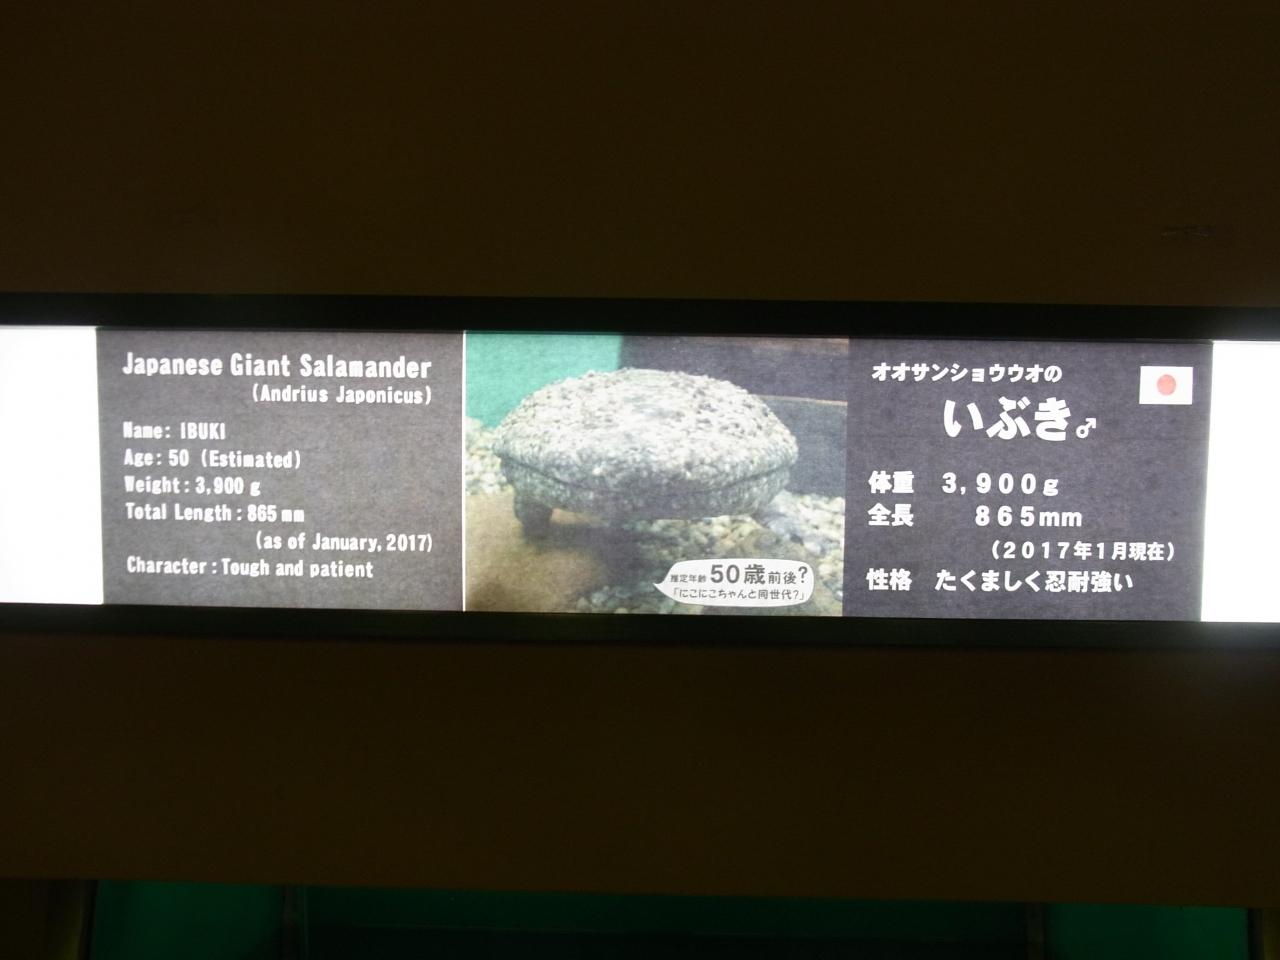 Japanese Giant Salamander
(Andrius Japonicus)
Name: IBUKI
Age: 50 (Estimated)
Weight: 3,900 g
Total Length: 865 mm
(as of January, 2017)
Character: Tough and patient
推定年齢 50歳前後?
「にこにこちゃんと同世代?」
オオサンショウウオの
いぶき♂
体重 3,900g
全長 865mm
(2017年1月現在)
性格 たくましく忍耐強い